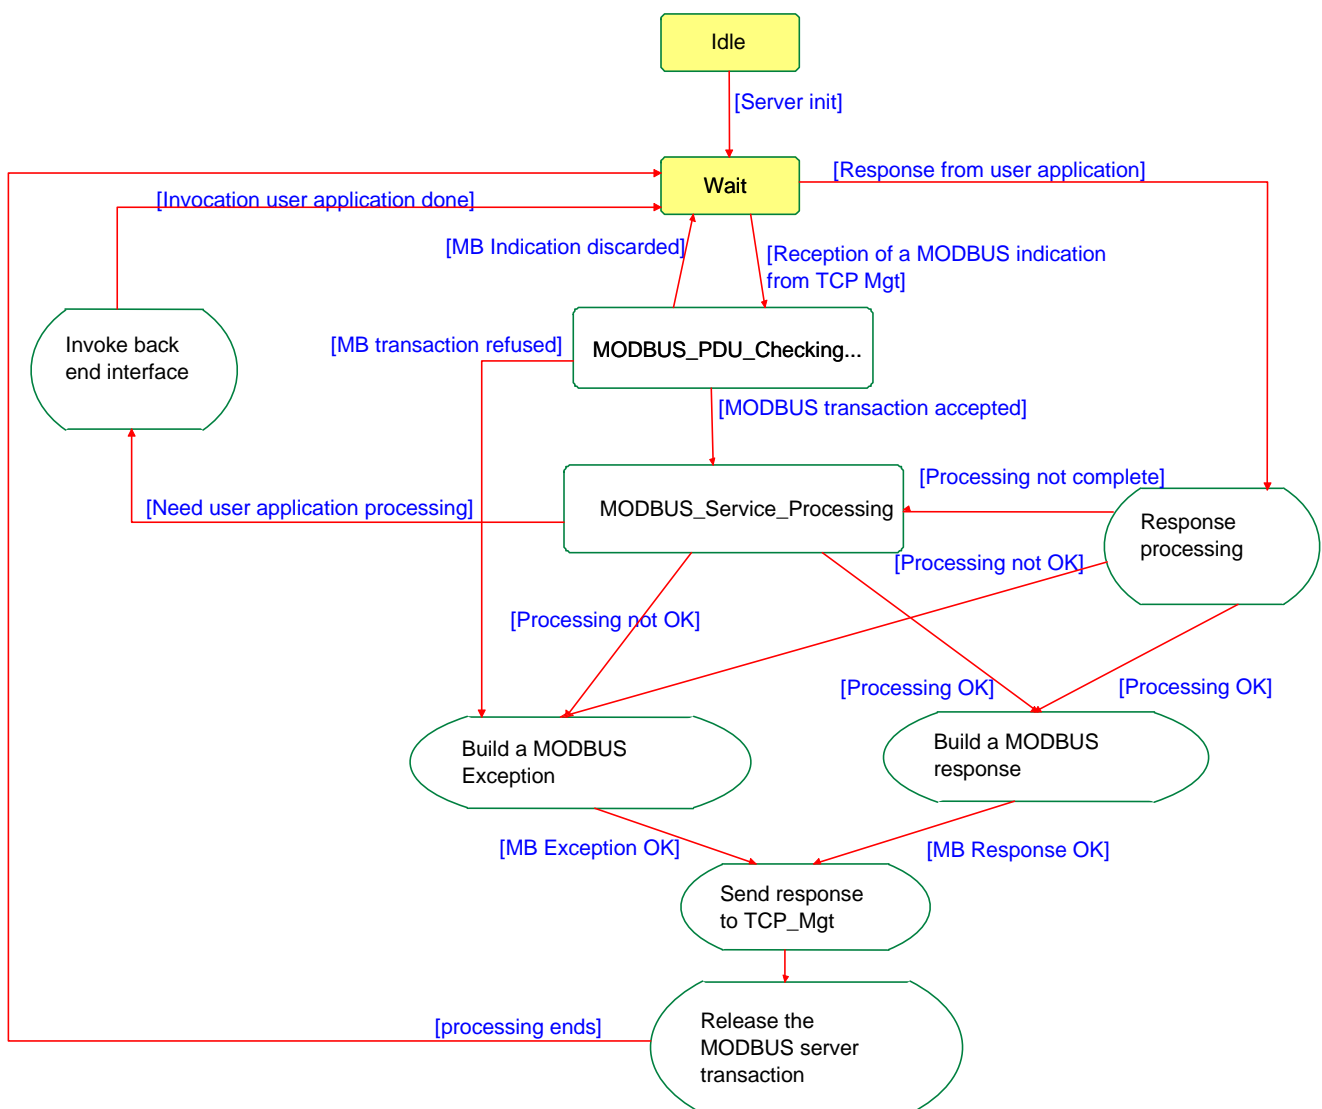 Idle
[Server init]
Wait
[Response from user application]
[Invocation user application done]
[MB Indication discarded]
[Reception of a MODBUS indication
from TCP Mgt]
Invoke back
end interface
[MB transaction refused]
MODBUS_PDU_Checking...
[MODBUS transaction accepted]
[Processing not complete]
[Need user application processing]
MODBUS_Service_Processing
Response
processing
[Processing not OK]
[Processing not OK]
[Processing OK]
[Processing OK]
Build a MODBUS
Exception
Build a MODBUS
response
[MB Exception OK]
[MB Response OK]
Send response
to TCP_Mgt
[processing ends]
Release the
MODBUS server
transaction